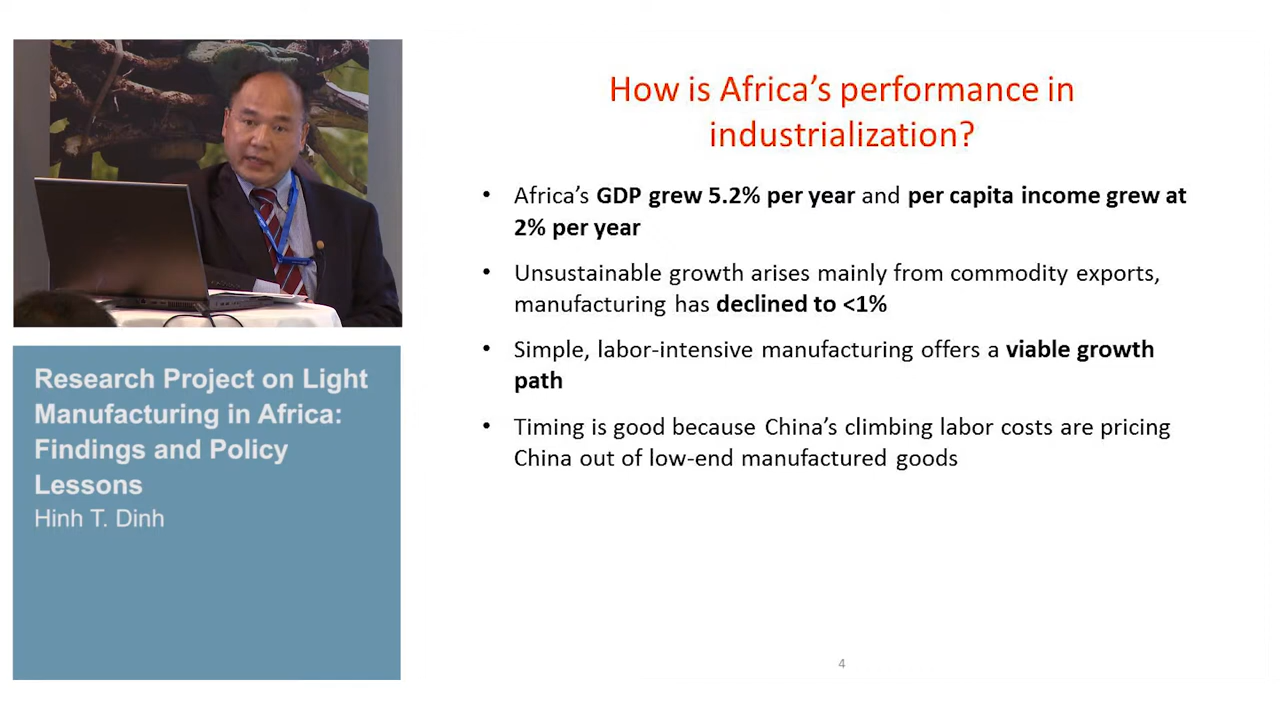 How is Africa’s performance in
industrialization?
• Africa’s GDP grew 5.2% per year and per capita income grew at
2% per year
• Unsustainable growth arises mainly from commodity exports,
manufacturing has declined to <1%
• Simple, labor-intensive manufacturing offers a viable growth
path
• Timing is good because China’s climbing labor costs are pricing
China out of low-end manufactured goods
Research Project on Light
Manufacturing in Africa:
Findings and Policy
Lessons
Hinh T. Dinh
4